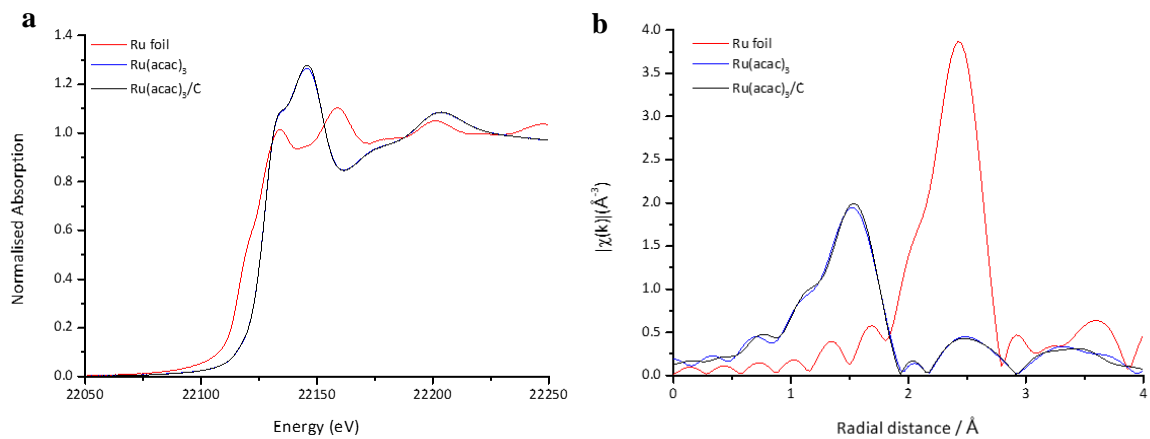 a
Ru foil
Ru(acac)3
Ru(acac)3/C
1.4
1.2
1.0
0.8
0.6
0.4
0.2
0.0
22050 22100 22150 22200 22250
Normalised Absorption
Energy (eV)
b
Ru foil
Ru(acac)3
Ru(acac)3/C
4.0
3.5
3.0
2.5
2.0
1.5
1.0
0.5
0.0
0 1 2 3 4
|χ(k)|(Å-3)
Radial distance / Å